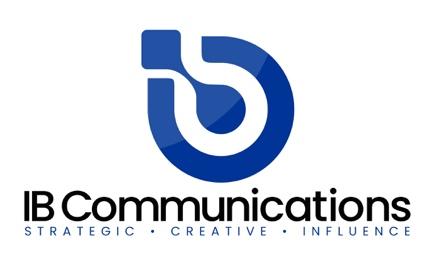 IB Communications
STRATEGIC • CREATIVE • INFLUENCE